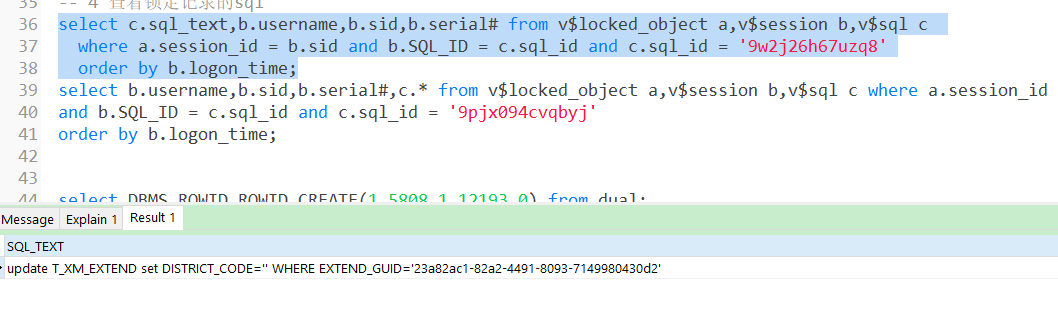 35 -- 4 查看锁定记录的sql
36 select c.sql_text,b.username,b.sid,b.serial# from v$locked_object a,v$session b,v$sql c
37 where a.session_id = b.sid and b.SQL_ID = c.sql_id and c.sql_id = '9w2j26h67uzq8'
38 order by b.logon_time;
39 select b.username,b.sid,b.serial#,c.* from v$locked_object a,v$session b,v$sql c where a.session_id
40 and b.SQL_ID = c.sql_id and c.sql_id = '9pjx094cvqbyj'
41 order by b.logon_time;
42
43
44 select DBMS_ROWID.ROWID_CREATE(1,5808,1,12193,0) from dual;
Message Explain 1 Result 1
SQL_TEXT
update T_XM_EXTEND set DISTRICT_CODE='' WHERE EXTEND_GUID='23a82ac1-82a2-4491-8093-7149980430d2'